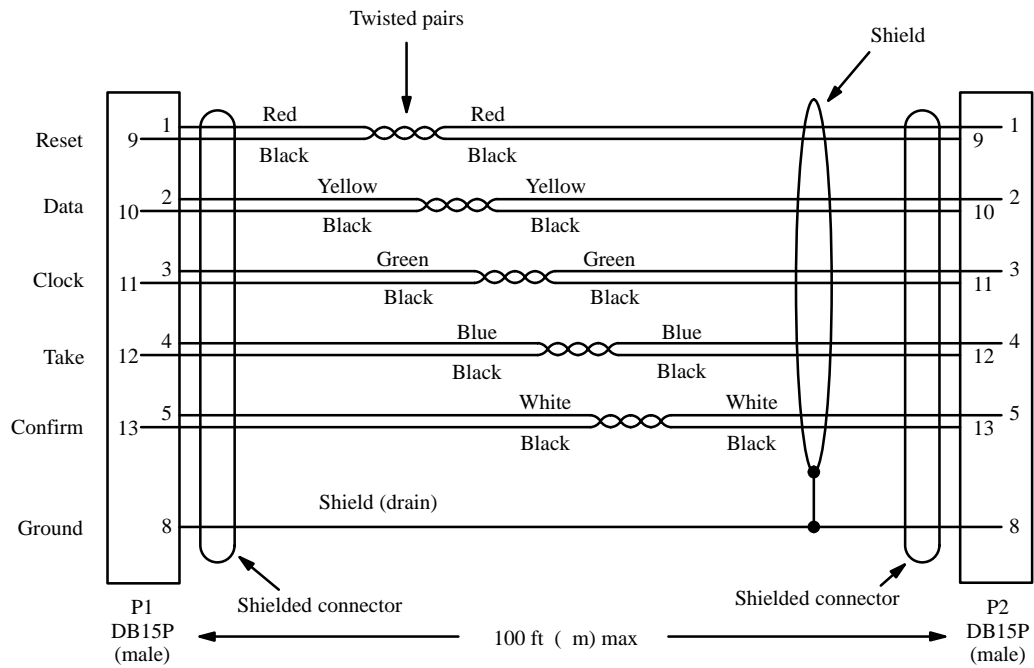 Twisted pairs
Shield
Reset 9 1 Red Red 1 9
Black Black
Data 10 2 Yellow Yellow 2 10
Black Black
Clock 11 3 Green Green 3 11
Black Black
Take 12 4 Blue Blue 4 12
Black Black
Confirm 13 5 White White 5 13
Black Black
Shield (drain)
Ground 8 8
Shielded connector Shielded connector
P1 P2
DB15P DB15P
(male) (male)
100 ft ( m) max